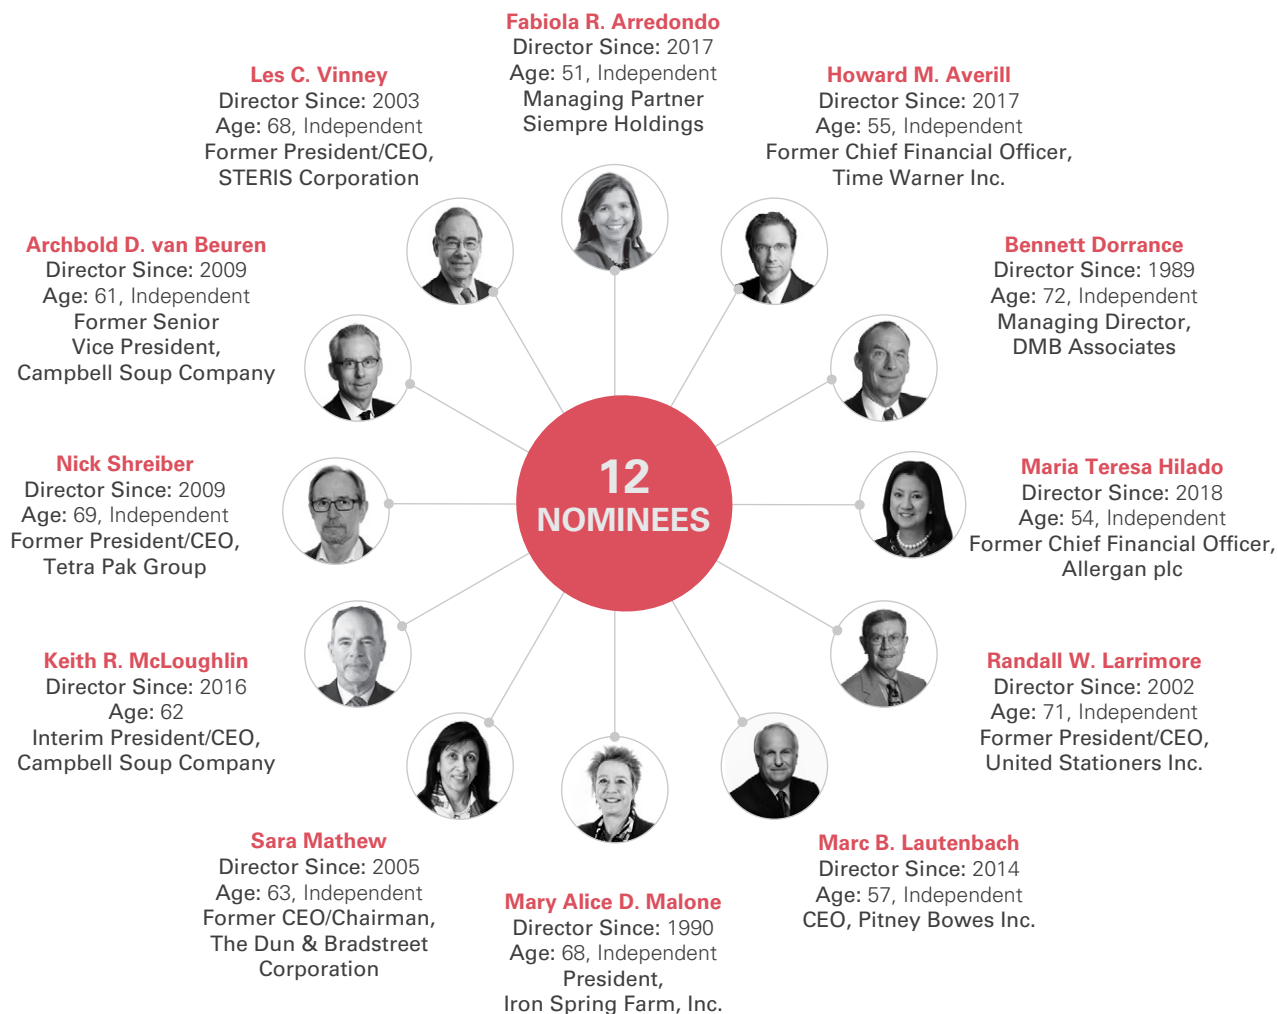 Fabiola R. Arredondo
Director Since: 2017
Age: 51, Independent
Managing Partner
Siempre Holdings
Howard M. Averill
Director Since: 2017
Age: 55, Independent
Former Chief Financial Officer,
Time Warner Inc.
Bennett Dorrance
Director Since: 1989
Age: 72, Independent
Managing Director,
DMB Associates
Maria Teresa Hilado
Director Since: 2018
Age: 54, Independent
Former Chief Financial Officer,
Allergan plc
Randall W. Larrimore
Director Since: 2002
Age: 71, Independent
Former President/CEO,
United Stationers Inc.
Marc B. Lautenbach
Director Since: 2014
Age: 57, Independent
CEO, Pitney Bowes Inc.
Mary Alice D. Malone
Director Since: 1990
Age: 68, Independent
President,
Iron Spring Farm, Inc.
Sara Mathew
Director Since: 2005
Age: 63, Independent
Former CEO/Chairman,
The Dun & Bradstreet
Corporation
Keith R. McLoughlin
Director Since: 2016
Age: 62
Interim President/CEO,
Campbell Soup Company
Nick Shreiber
Director Since: 2009
Age: 69, Independent
Former President/CEO,
Tetra Pak Group
Archbold D. van Beuren
Director Since: 2009
Age: 61, Independent
Former Senior
Vice President,
Campbell Soup Company
Les C. Vinney
Director Since: 2003
Age: 68, Independent
Former President/CEO,
STERIS Corporation
12
NOMINEES